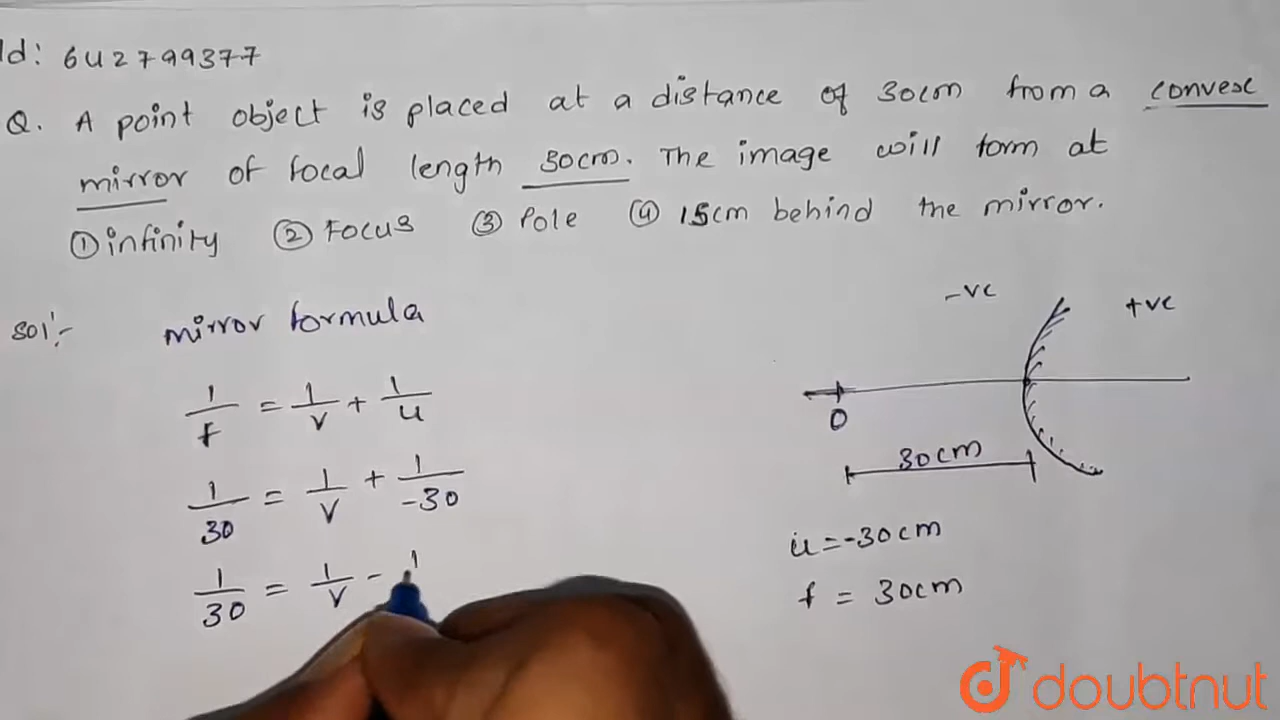 Id: 642799377
Q. A point object is placed at a distance of 30cm from a convex
mirror of focal length 30cm. The image will form at
① infinity ② Focus ③ Pole ④ 15cm behind the mirror.
Sol:-
mirror formula
1/f = 1/v + 1/u
1/30 = 1/v + 1/-30
1/30 = 1/v - 1
-ve
+ve
O
30cm
u = -30cm
f = 30cm
doubtnut